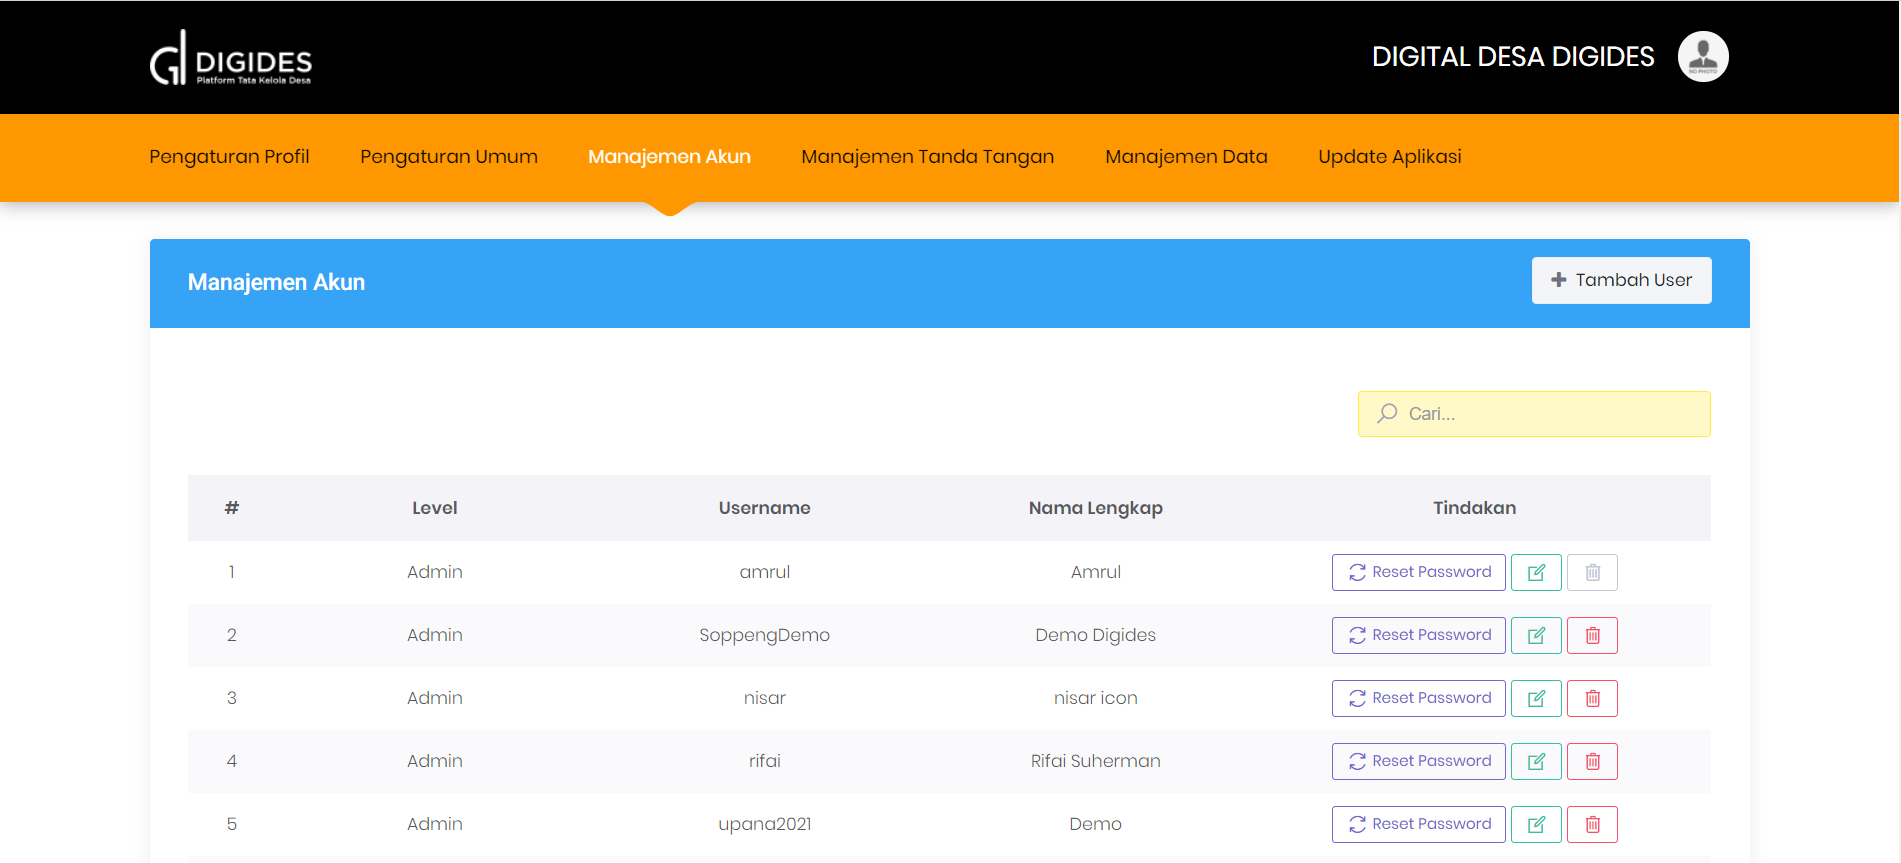 DIGIDES
Platform Tata Kelola Desa
DIGITAL DESA DIGIDES
NO PHOTO
Pengaturan Profil Pengaturan Umum Manajemen Akun Manajemen Tanda Tangan Manajemen Data Update Aplikasi
Manajemen Akun
Tambah User
Cari...
# Level Username Nama Lengkap Tindakan
1 Admin amrul Amrul Reset Password
2 Admin SoppengDemo Demo Digides Reset Password
3 Admin nisar nisar icon Reset Password
4 Admin rifai Rifai Suherman Reset Password
5 Admin upana2021 Demo Reset Password